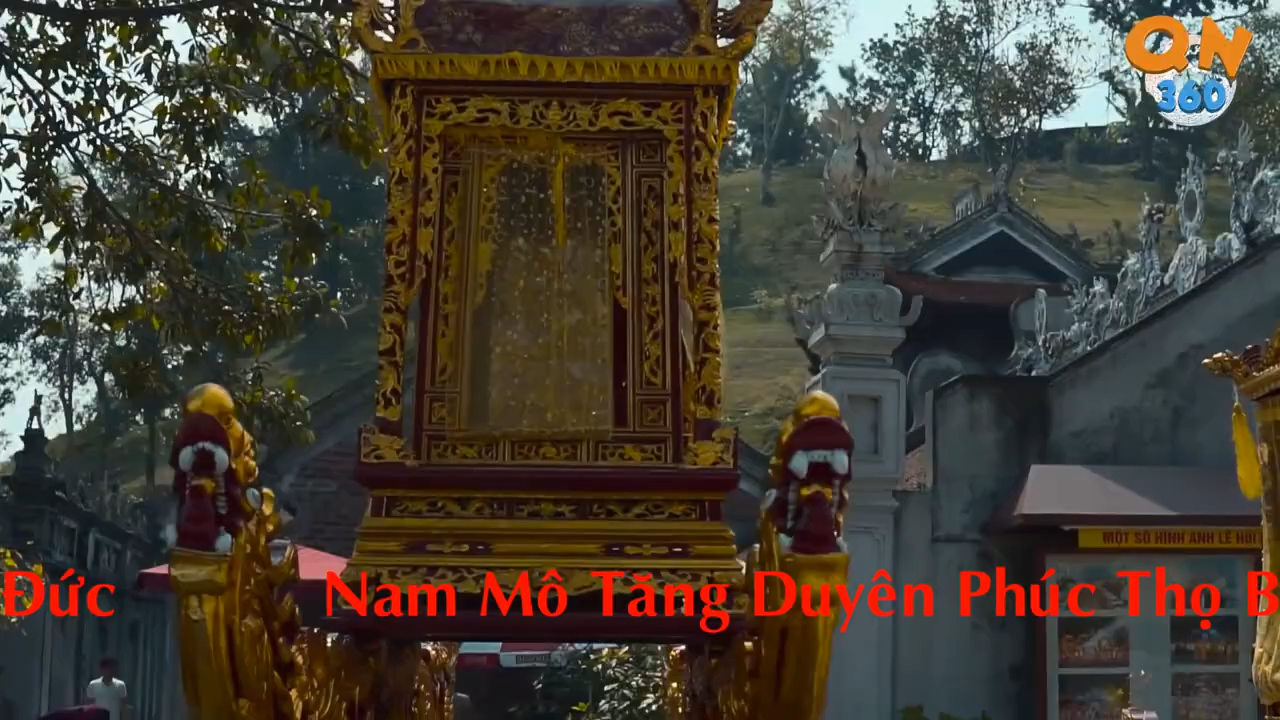 QN
360
MỘT SỐ HÌNH ẢNH LỄ HỘI
Đức Nam Mô Tăng Duyên Phúc Thọ B